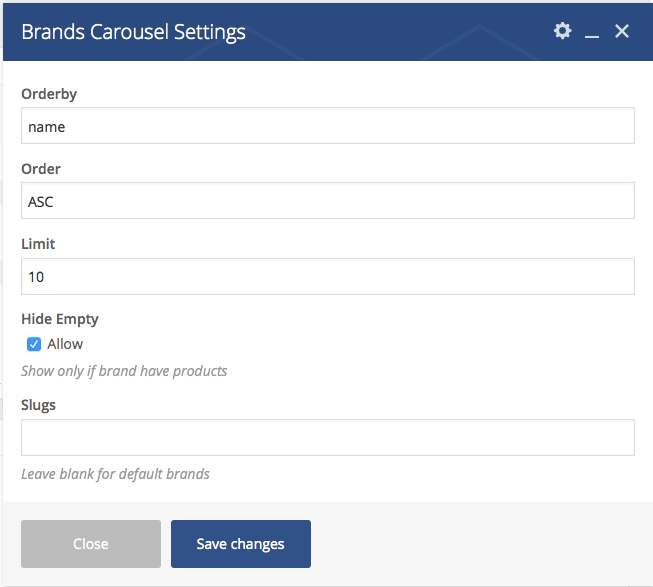 Brands Carousel Settings
Orderby
name
Order
ASC
Limit
10
Hide Empty
Allow
Show only if brand have products
Slugs
Leave blank for default brands
Close
Save changes